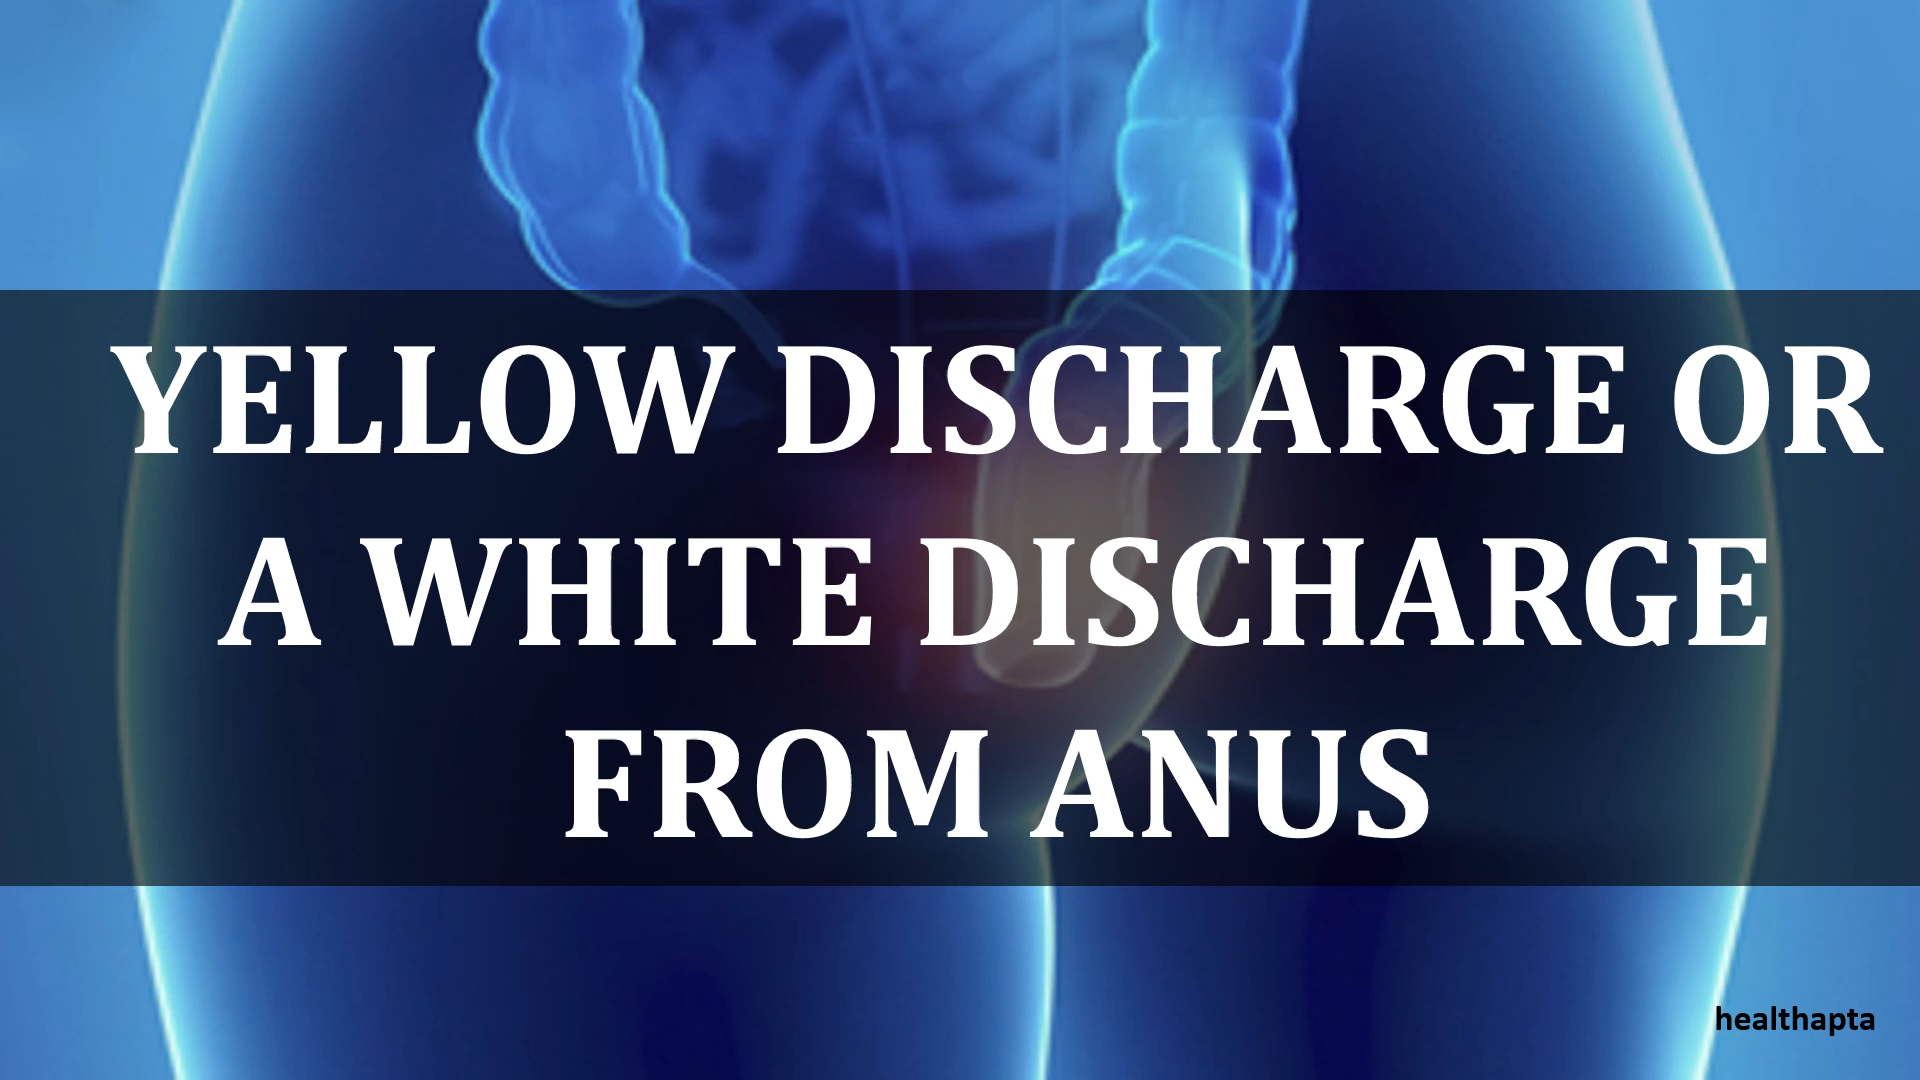 YELLOW DISCHARGE OR
A WHITE DISCHARGE
FROM ANUS
healthapta